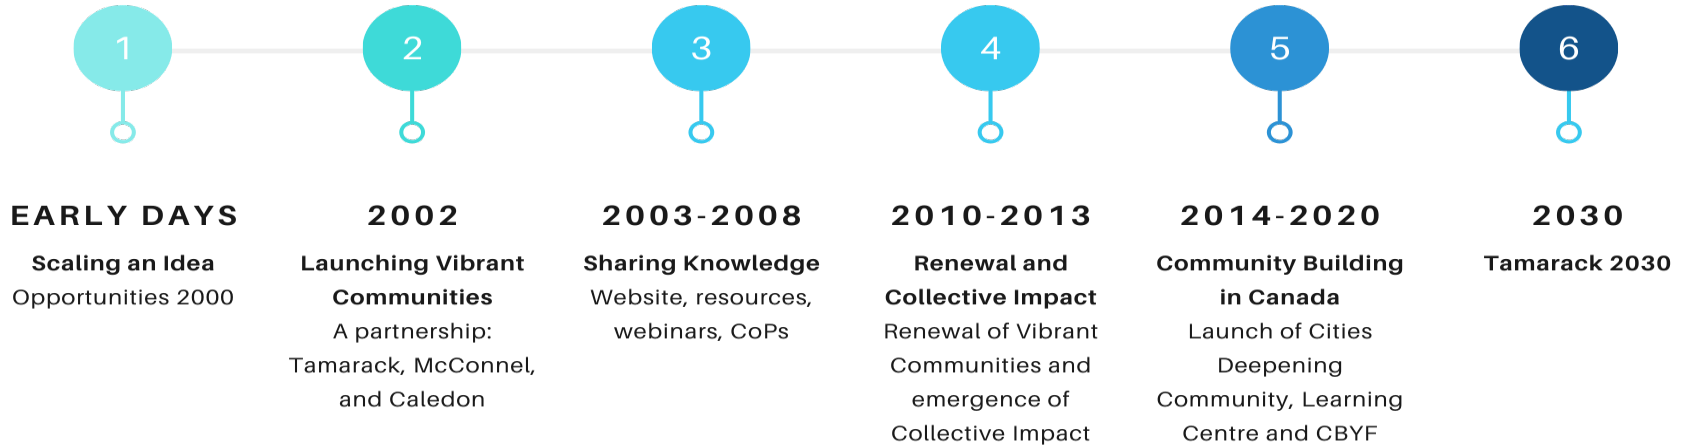 1
2
3
4
5
6
EARLY DAYS
Scaling an Idea
Opportunities 2000
2002
Launching Vibrant
Communities
A partnership:
Tamarack, McConnel,
and Caledon
2003-2008
Sharing Knowledge
Website, resources,
webinars, CoPs
2010-2013
Renewal and
Collective Impact
Renewal of Vibrant
Communities and
emergence of
Collective Impact
2014-2020
Community Building
in Canada
Launch of Cities
Deepening
Community, Learning
Centre and CBYF
2030
Tamarack 2030